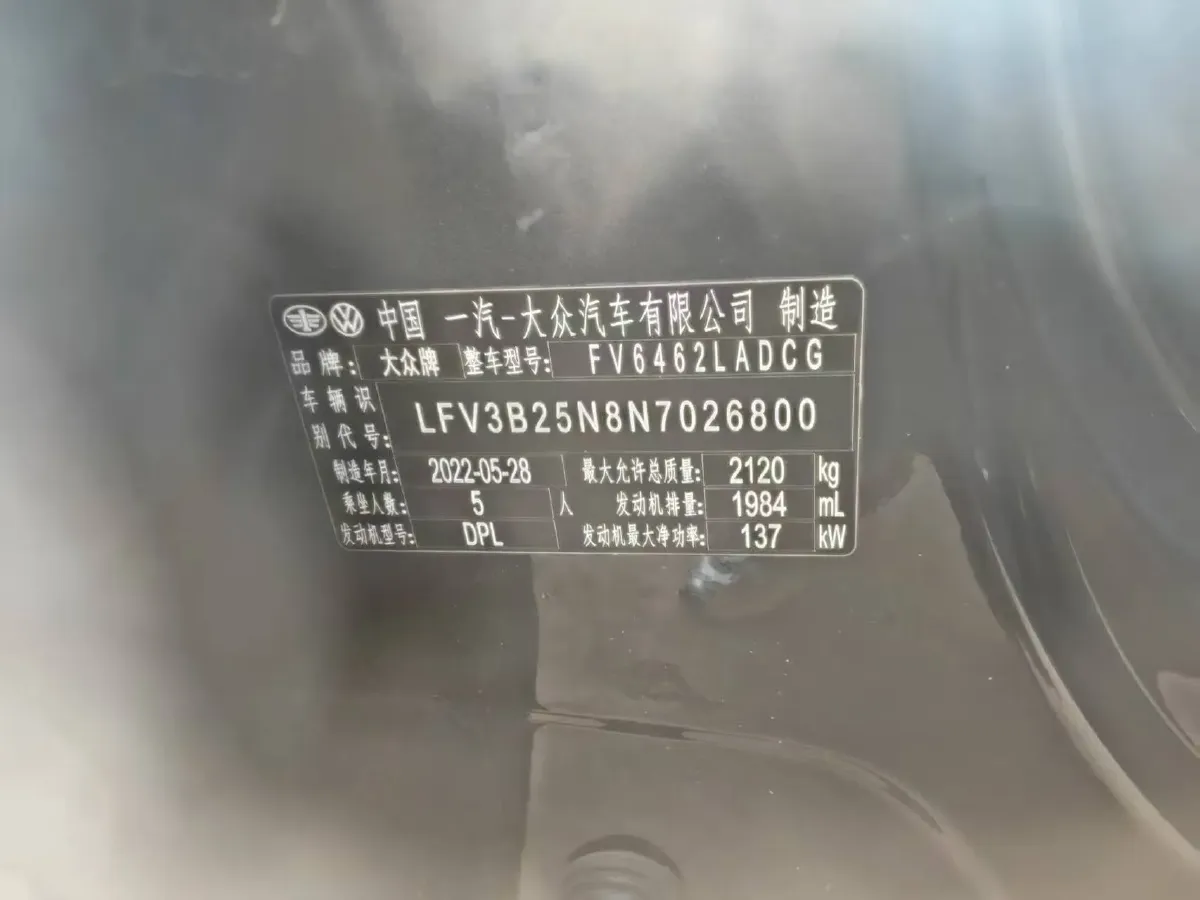 中国 一汽-大众汽车有限公司 制造
品牌: 大众牌 整车型号: FV6462LADCG
车辆识别代号: LFV3B25N8N7026800
制造年月: 2022-05-28 最大允许总质量: 2120 kg
乘坐人数: 5 人 发动机排量: 1984 mL
发动机型号: DPL 发动机最大净功率: 137 kW